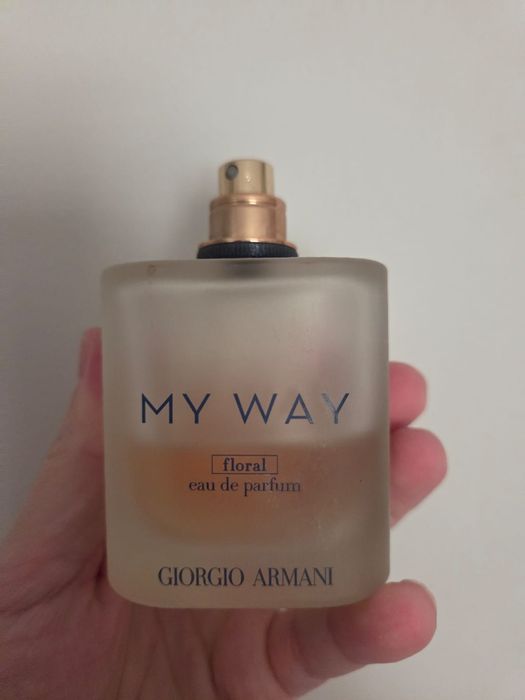 MY WAY
floral
eau de parfum
GIORGIO ARMANI